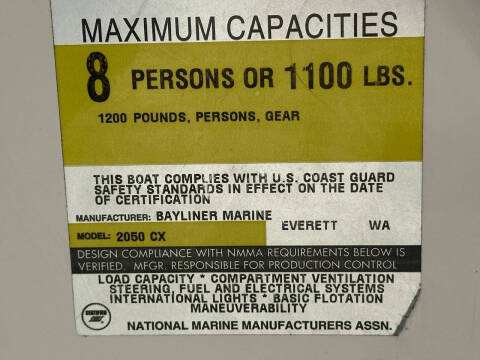 MAXIMUM CAPACITIES
8 PERSONS OR 1100 LBS.
1200 POUNDS, PERSONS, GEAR
THIS BOAT COMPLIES WITH U.S. COAST GUARD
SAFETY STANDARDS IN EFFECT ON THE DATE
OF CERTIFICATION
MANUFACTURER: BAYLINER MARINE
EVERETT WA
MODEL: 2050 CX
DESIGN COMPLIANCE WITH NMMA REQUIREMENTS BELOW IS
VERIFIED, MFGR. RESPONSIBLE FOR PRODUCTION CONTROL
LOAD CAPACITY * COMPARTMENT VENTILATION
STEERING, FUEL AND ELECTRICAL SYSTEMS
INTERNATIONAL LIGHTS * BASIC FLOTATION
MANEUVERABILITY
CERTIFIED
NATIONAL MARINE MANUFACTURERS ASSN.